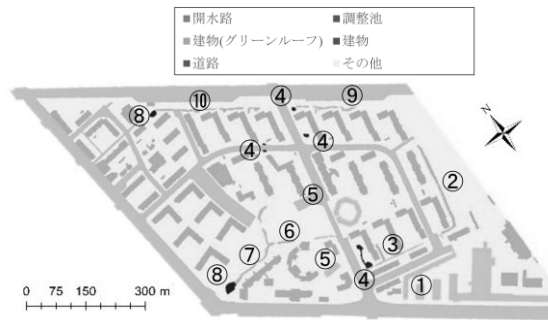 ■開水路 ■調整池
■建物(グリーンルーフ) ■建物
■道路 その他
⑩ ④ ⑨
⑧
④ ④
②
⑤
⑥
③
⑦ ⑤
⑧ ④ ①
N
0 75 150 300 m